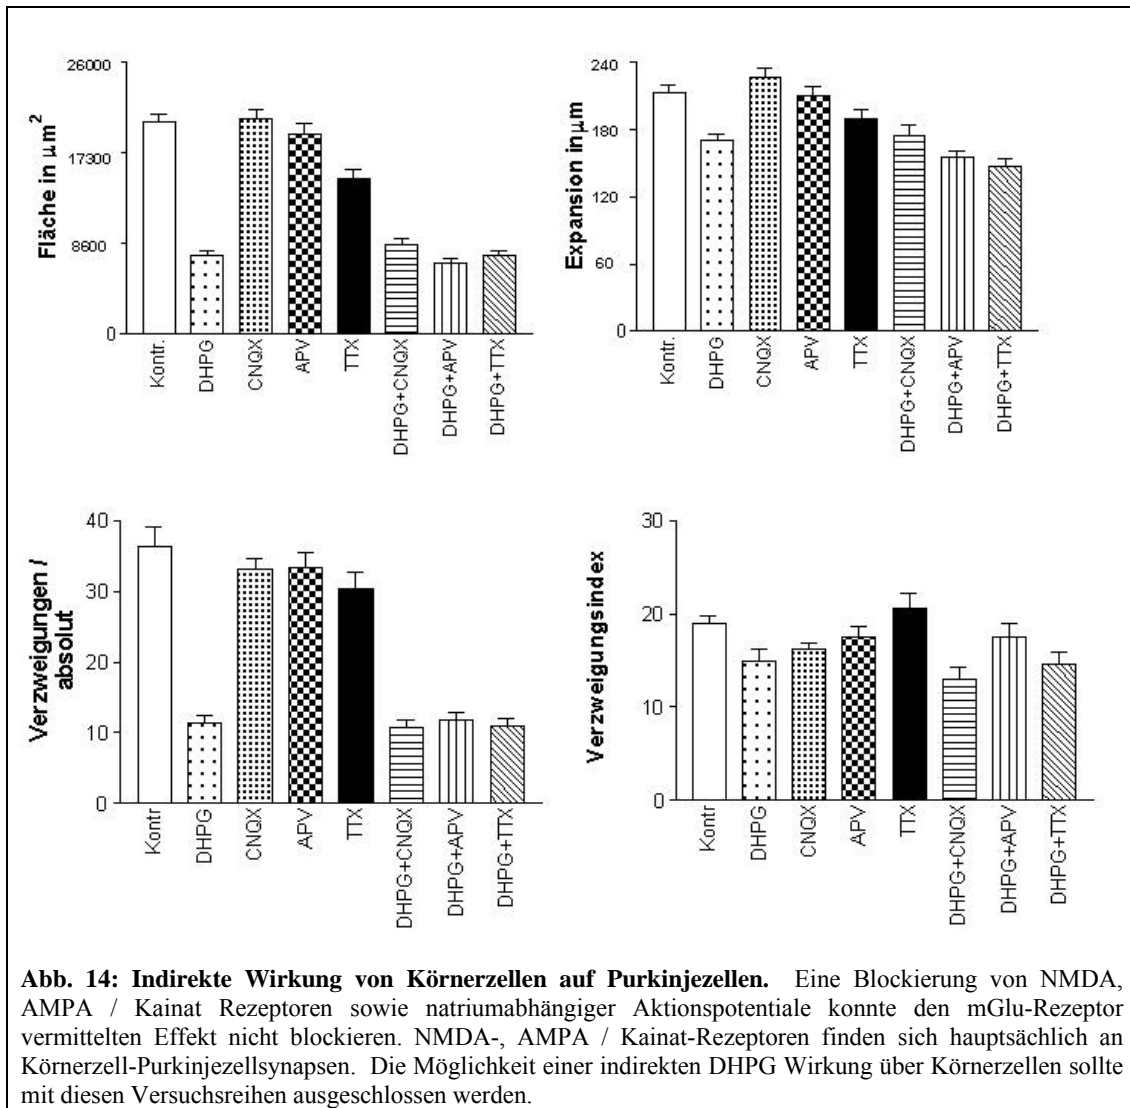 26000
17300
8600
0
Fläche in µm²
Kontr.
DHPG
CNQX
APV
TTX
DHPG+CNQX
DHPG+APV
DHPG+TTX
240
180
120
60
0
Expansion in µm
Kontr.
DHPG
CNQX
APV
TTX
DHPG+CNQX
DHPG+APV
DHPG+TTX
40
30
20
10
0
Verzweigungen /
absolut
Kontr
DHPG
CNQX
APV
TTX
DHPG+CNQX
DHPG+APV
DHPG+TTX
30
20
10
0
Verzweigungsindex
Kontr
DHPG
CNQX
APV
TTX
DHPG+CNQX
DHPG+APV
DHPG+TTX
Abb. 14: Indirekte Wirkung von Körnerzellen auf Purkinjezellen. Eine Blockierung von NMDA,
AMPA / Kainat Rezeptoren sowie natriumabhängiger Aktionspotentiale konnte den mGlu-Rezeptor
vermittelten Effekt nicht blockieren. NMDA-, AMPA / Kainat-Rezeptoren finden sich hauptsächlich an
Körnerzell-Purkinjezellsynapsen. Die Möglichkeit einer indirekten DHPG Wirkung über Körnerzellen sollte
mit diesen Versuchsreihen ausgeschlossen werden.